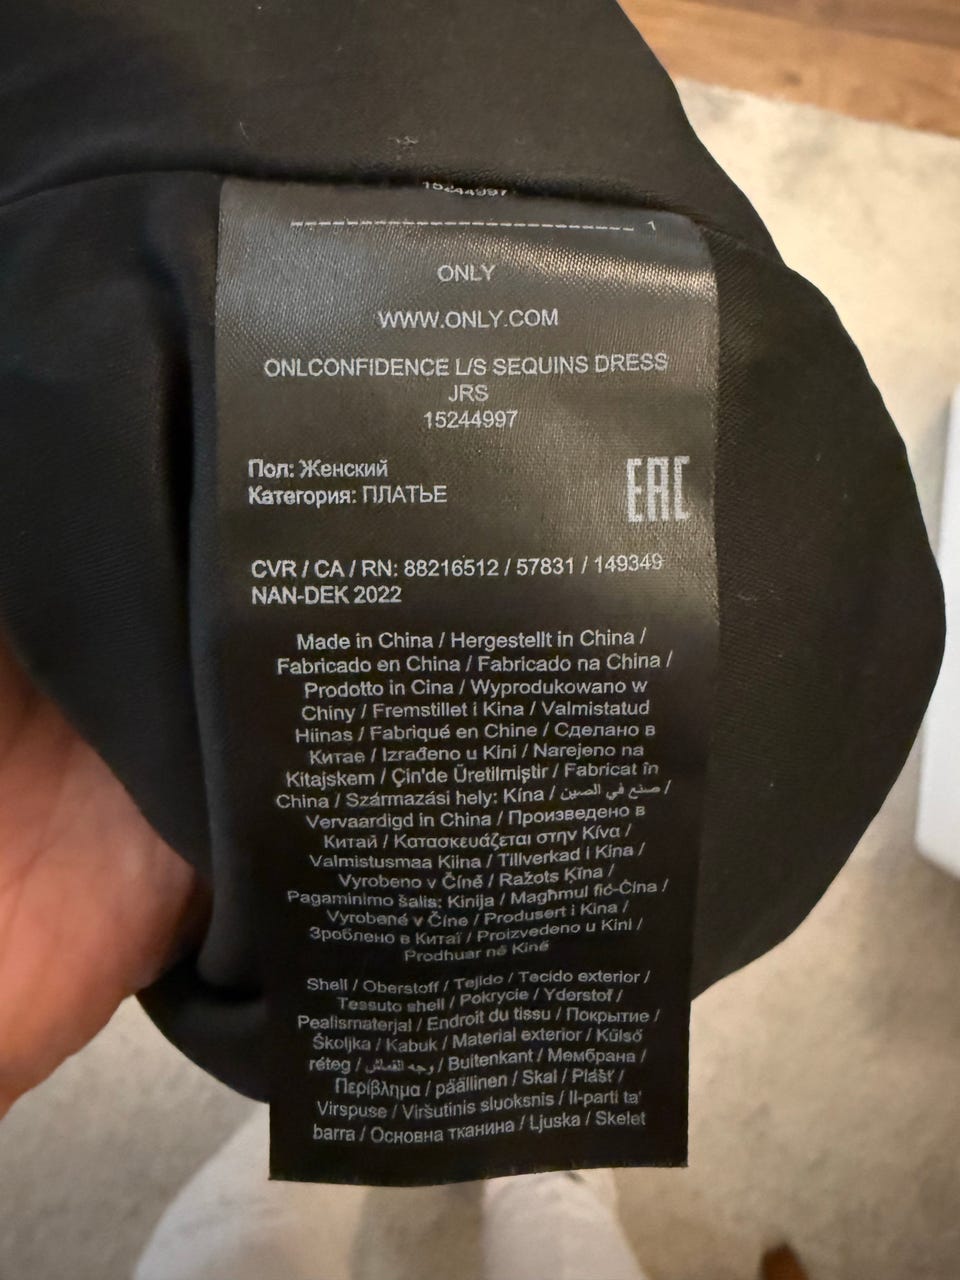 15244997
1
ONLY
WWW.ONLY.COM
ONLCONFIDENCE L/S SEQUINS DRESS
JRS
15244997
Пол: Женский
Категория: ПЛАТЬЕ
EAC
CVR / CA / RN: 88216512 / 57831 / 149349
NAN-DEK 2022
Made in China / Hergestellt in China /
Fabricado en China / Fabricado na China /
Prodotto in Cina / Wyprodukowano w
Chiny / Fremstillet i Kina / Valmistatud
Hiinas / Fabriqué en Chine / Сделано в
Китае / Izrađeno u Kini / Narejeno na
Kitajskem / Çin'de Üretilmiştir / Fabricat în
China / Származási hely: Kína / صنع في الصين /
Vervaardigd in China / Произведено в
Китай / Κατασκευάζεται στην Κίνα /
Valmistusmaa Kiina / Tillverkad i Kina /
Vyrobeno v Číně / Ražots Ķīna /
Pagaminimo šalis: Kinija / Magħmul fiċ-Ċina /
Vyrobené v Číne / Produsert i Kina /
Зроблено в Китаї / Proizvedeno u Kini /
Prodhuar në Kinë
Shell / Oberstoff / Tejido / Tecido exterior /
Tessuto shell / Pokrycie / Yderstof /
Pealismaterjal / Endroit du tissu / Покрытие /
Školjka / Kabuk / Material exterior / Külső
réteg / وجه القماش / Buitenkant / Мембрана /
Περίβλημα / päällinen / Skal / Plášť /
Virspuse / Viršutinis sluoksnis / Il-parti ta'
barra / Основна тканина / Ljuska / Skelet